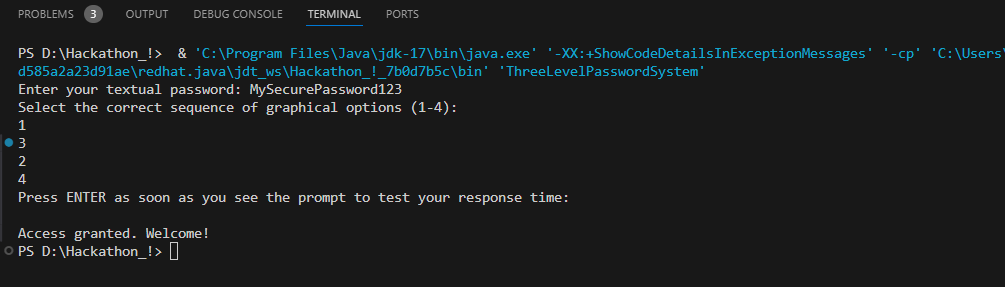 PROBLEMS 3 OUTPUT DEBUG CONSOLE TERMINAL PORTS
PS D:\Hackathon_!> & 'C:\Program Files\Java\jdk-17\bin\java.exe' '-XX:+ShowCodeDetailsInExceptionMessages' '-cp' 'C:\Users\
d585a2a23d91ae\redhat.java\jdt_ws\Hackathon_!_7b0d7b5c\bin' 'ThreeLevelPasswordSystem'
Enter your textual password: MySecurePassword123
Select the correct sequence of graphical options (1-4):
1
3
2
4
Press ENTER as soon as you see the prompt to test your response time:
Access granted. Welcome!
PS D:\Hackathon_!>